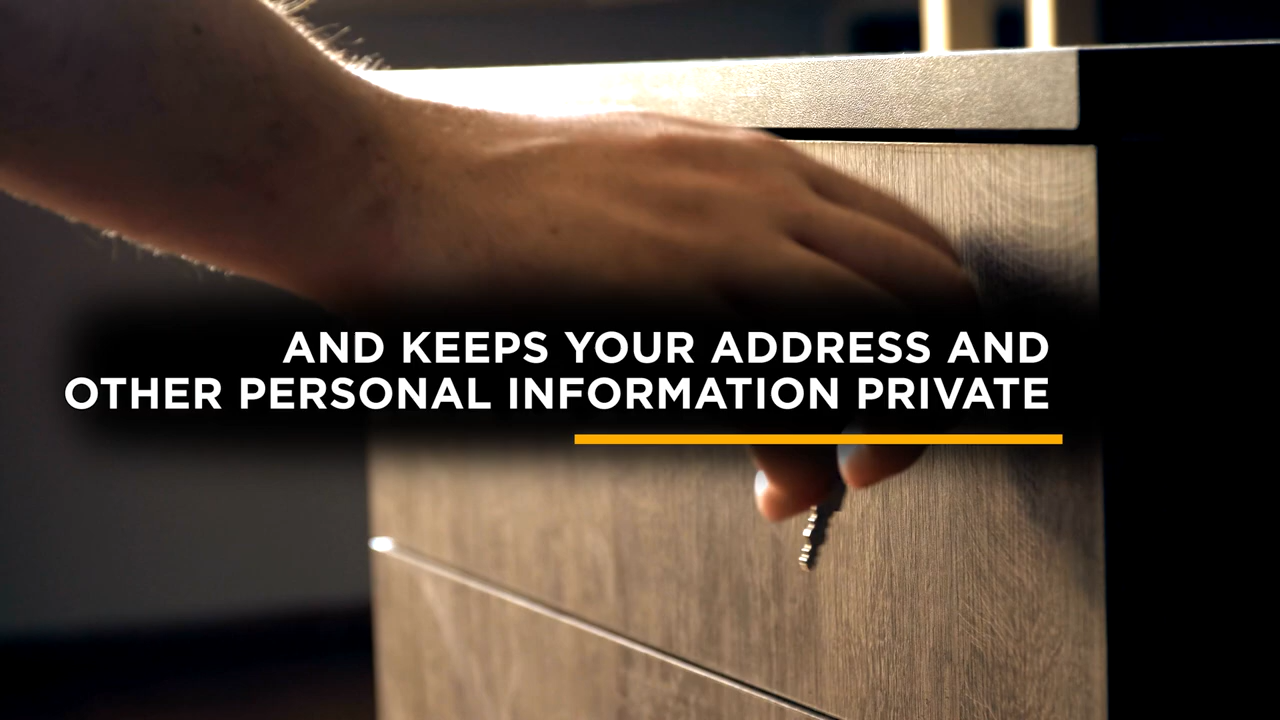 AND KEEPS YOUR ADDRESS AND
OTHER PERSONAL INFORMATION PRIVATE